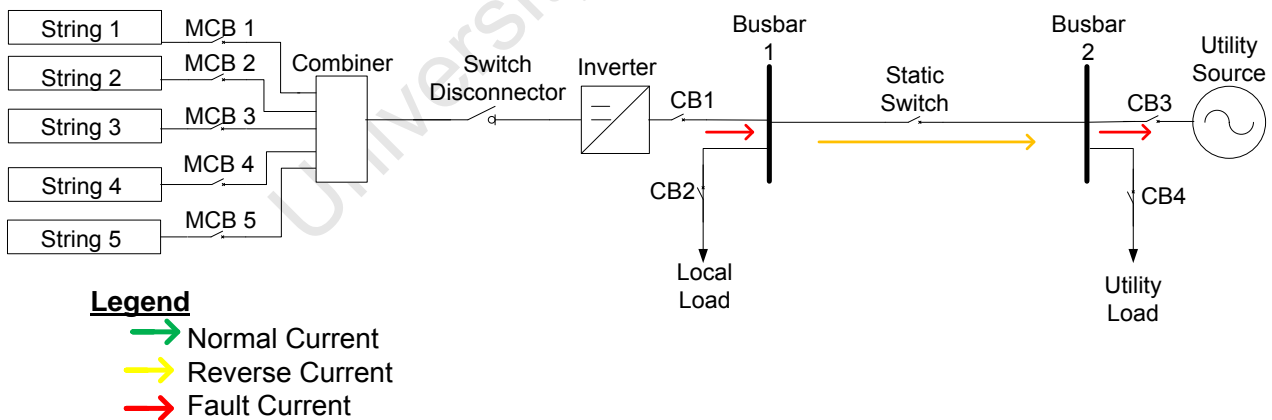 String 1
MCB 1
String 2
MCB 2
String 3
MCB 3
String 4
MCB 4
String 5
MCB 5
Combiner
Switch
Disconnector
Inverter
CB1
Busbar
1
CB2
Local
Load
Static
Switch
Busbar
2
CB3
Utility
Source
CB4
Utility
Load
Legend
Normal Current
Reverse Current
Fault Current